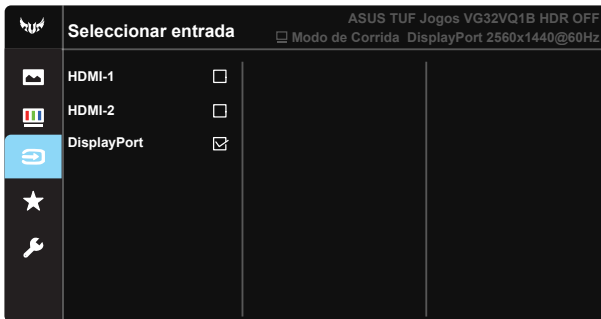 ASUS TUF Jogos VG32VQ1B HDR OFF
Seleccionar entrada
Modo de Corrida DisplayPort 2560x1440@60Hz
HDMI-1
HDMI-2
DisplayPort